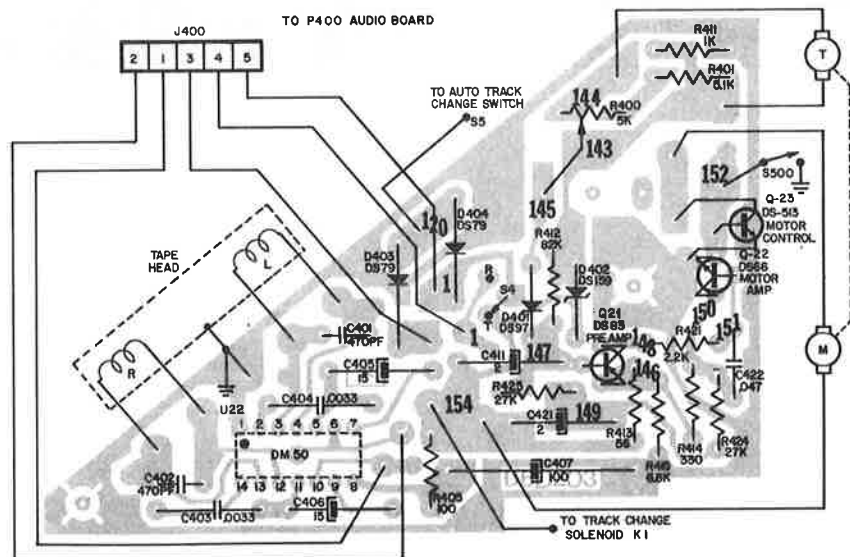 TO P400 AUDIO BOARD
J400
2 1 3 4 5
TO AUTO TRACK
CHANGE SWITCH
S5
R411
1K
R401
5.1K
T
144
R400
5K
143
152
S500
145
Q-23
DS-513
MOTOR
CONTROL
Q-22
DS66
MOTOR
AMP
120
D404
DS79
R412
82K
D403
DS79
TAPE
HEAD
L
1
R
S4
T
D402
DS159
D401
DS97
Q21
DS85
PREAMP
150
151
148
R421
2.2K
M
C401
470PF
1
C411
2
147
146
C422
.047
C405
15
R
R425
27K
U22
C404 .0033
154
C421
2
149
R413
56
R414
330
R424
27K
1 2 3 4 5 6 7
DM 50
14 13 12 11 10 9 8
C402
470PF
C407
100
R415
6.8K
R405
100
C406
15
C403 .0033
TO TRACK CHANGE
SOLENOID K1